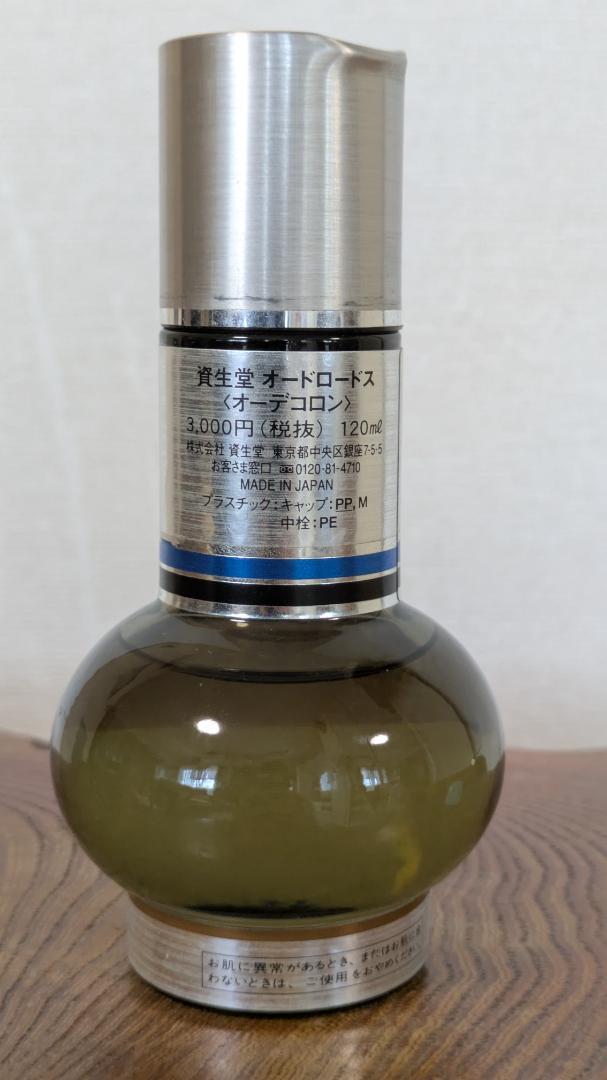 資生堂 オードロードス
〈オーデコロン〉
3,000円(税抜) 120ml
株式会社 資生堂 東京都中央区銀座7-5-5
お客さま窓口 0120-81-4710
MADE IN JAPAN
プラスチック:キャップ:PP,M
中栓:PE
お肌に異常があるとき、またはお肌に
わないときは、ご使用をおやめください